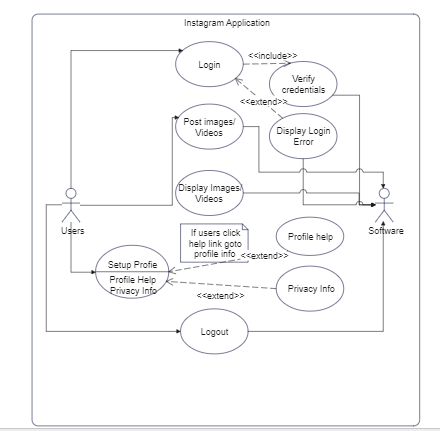 Instagram Application
Login
<<include>>
Verify
credentials
<<extend>>
Post images/
Videos
Display Login
Error
Display Images/
Videos
Users
Software
If users click
help link goto
profile info
<<extend>>
Profile help
Setup Profie
Profile Help
Privacy Info
Privacy Info
<<extend>>
Logout